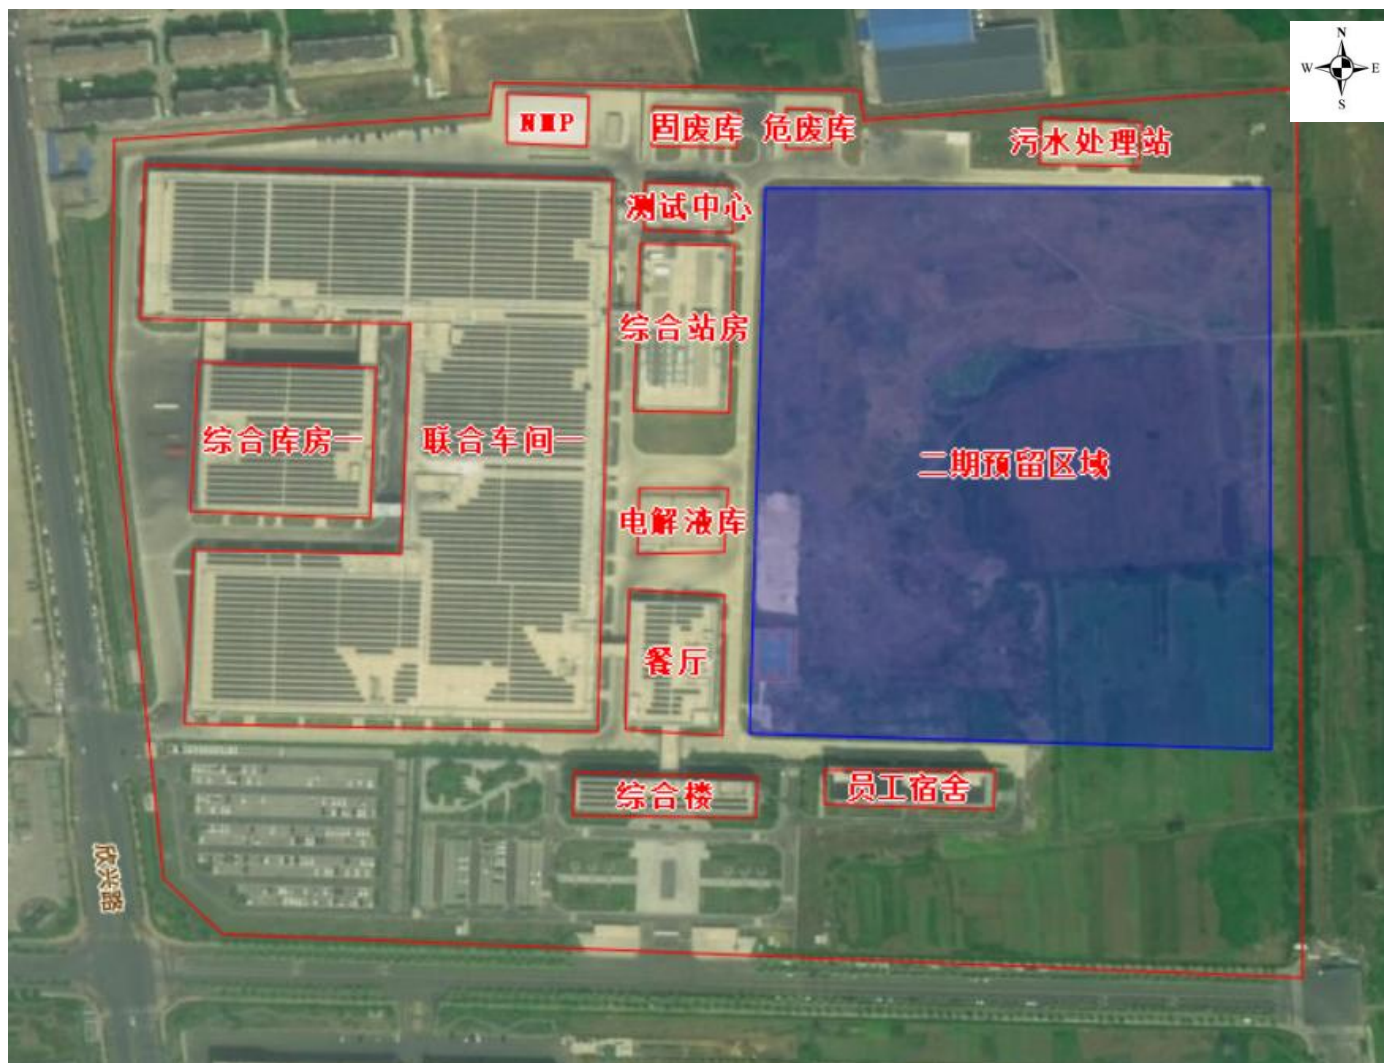 N
W E
S
NMP
固废库
危废库
污水处理站
测试中心
综合站房
综合库房一
联合车间一
二期预留区域
电解液库
餐厅
综合楼
员工宿舍
欣兴路